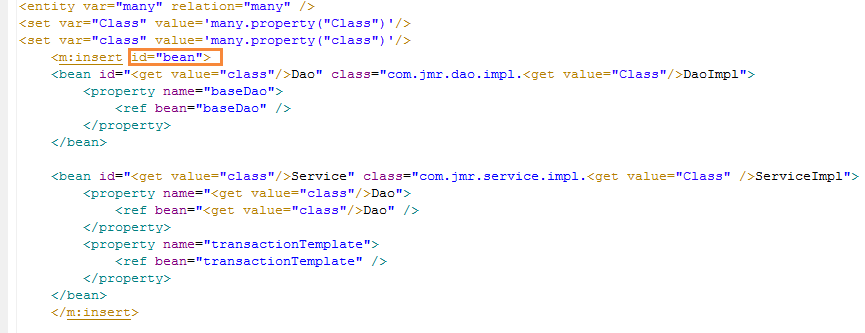 <entity var="many" relation="many" />
<set var="Class" value='many.property("Class")'/>
<set var="class" value='many.property("class")'/>
<m:insert id="bean">
<bean id="<get value="class"/>Dao" class="com.jmr.dao.impl.<get value="Class"/>DaoImpl">
<property name="baseDao">
<ref bean="baseDao" />
</property>
</bean>
<bean id="<get value="class"/>Service" class="com.jmr.service.impl.<get value="Class" />ServiceImpl">
<property name="<get value="class"/>Dao">
<ref bean="<get value="class"/>Dao" />
</property>
<property name="transactionTemplate">
<ref bean="transactionTemplate" />
</property>
</bean>
</m:insert>